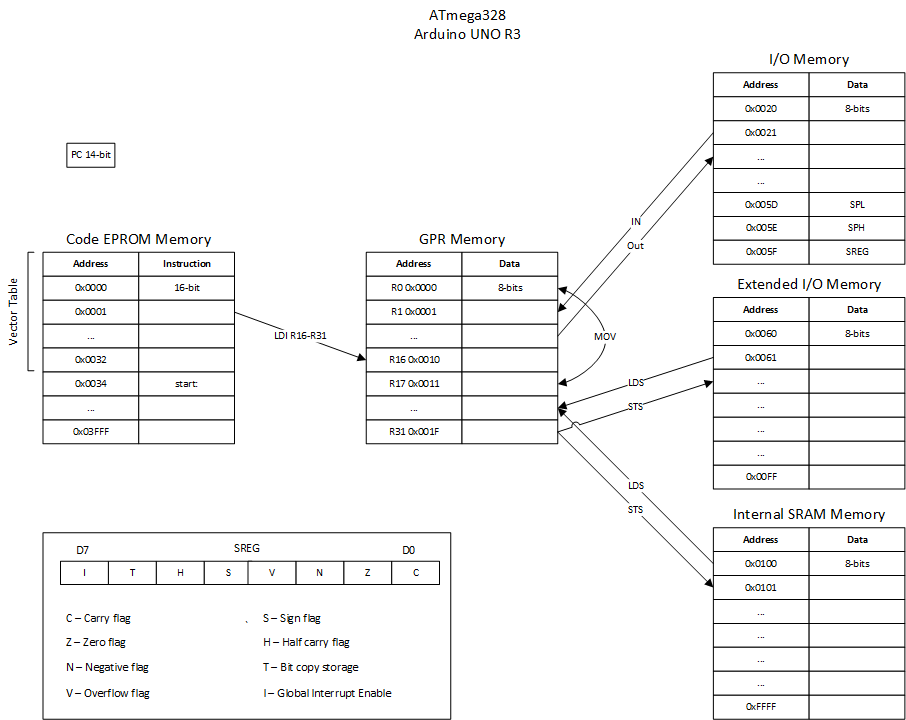 ATmega328
Arduino UNO R3
PC 14-bit
Code EPROM Memory
Address Instruction
0x0000 16-bit
0x0001
...
0x0032
0x0034 start:
...
0x03FFF
Vector Table
LDI R16-R31
GPR Memory
Address Data
R0 0x0000 8-bits
R1 0x0001
...
R16 0x0010
R17 0x0011
...
R31 0x001F
IN
Out
MOV
LDS
STS
LDS
STS
I/O Memory
Address Data
0x0020 8-bits
0x0021
...
...
0x005D SPL
0x005E SPH
0x005F SREG
Extended I/O Memory
Address Data
0x0060 8-bits
0x0061
...
...
...
...
0x00FF
Internal SRAM Memory
Address Data
0x0100 8-bits
0x0101
...
...
...
...
0xFFFF
D7 SREG D0
I T H S V N Z C
C – Carry flag 、 S – Sign flag
Z – Zero flag H – Half carry flag
N – Negative flag T – Bit copy storage
V – Overflow flag I – Global Interrupt Enable